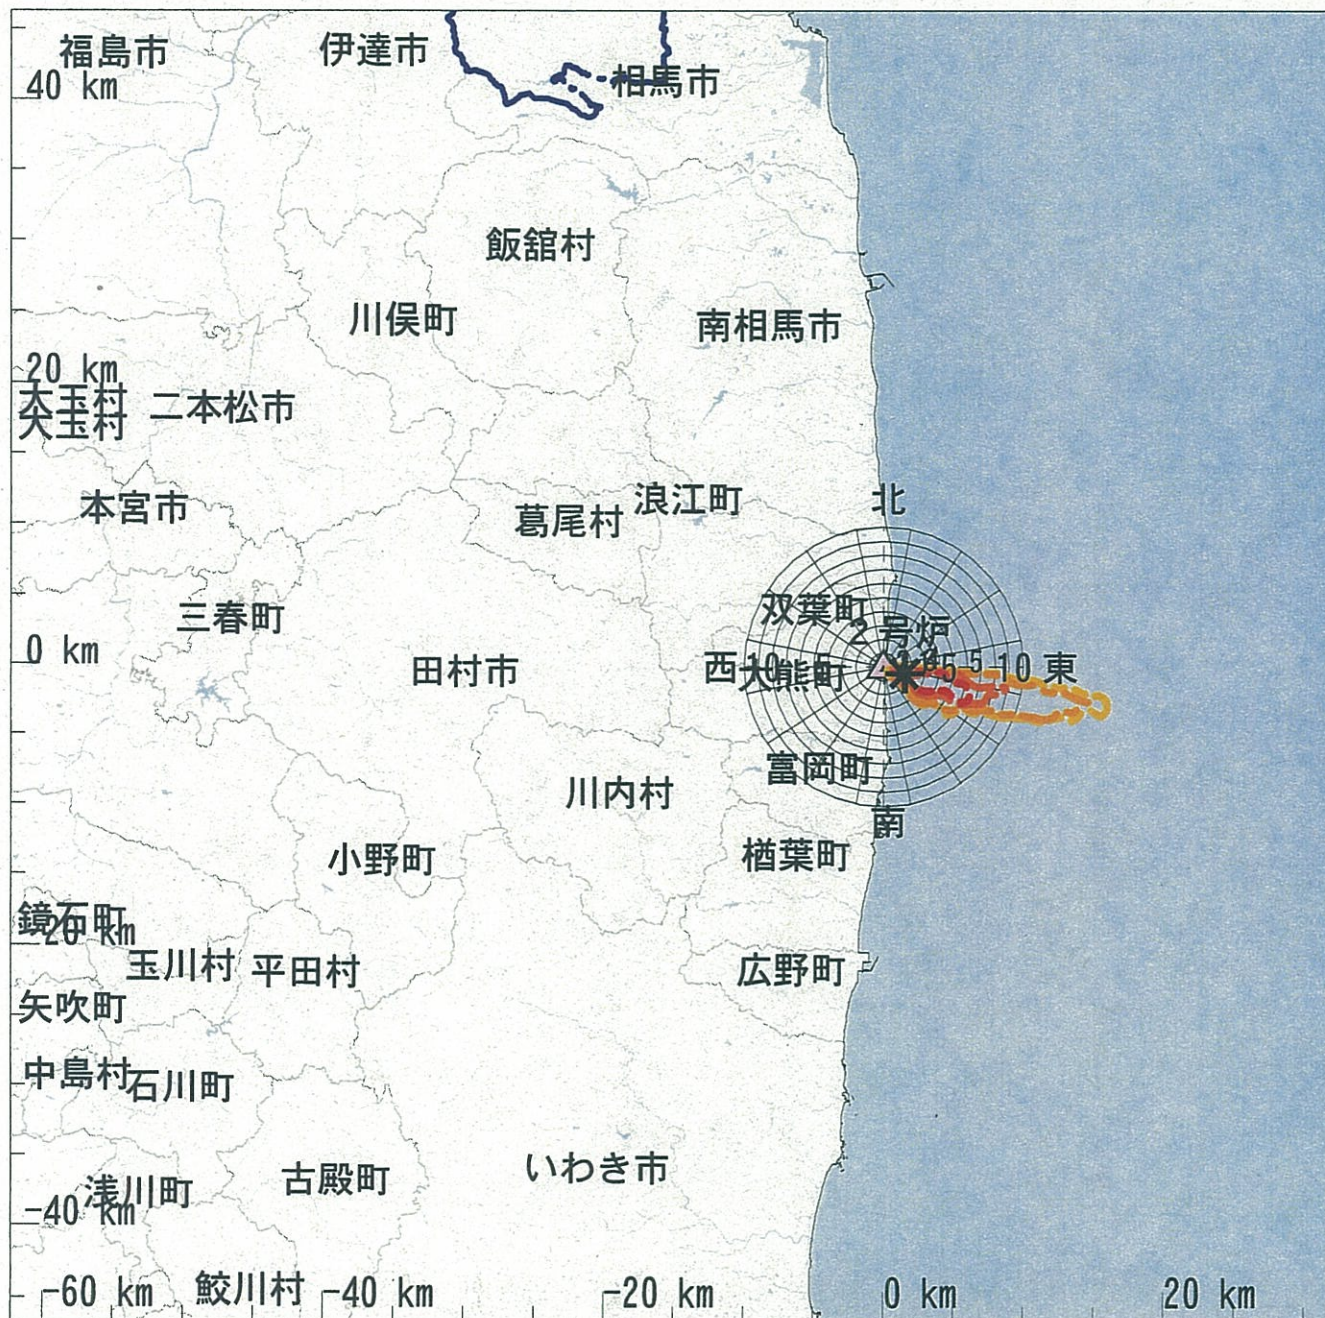 福島市
伊達市
相馬市
40 km
飯舘村
川俣町
南相馬市
20 km
大玉村
大玉村
二本松市
本宮市
葛尾村
浪江町
北
三春町
双葉町
2号炉
0 km
田村市
西
10
5
大熊町
5
10
東
川内村
富岡町
南
小野町
楢葉町
鏡石町
-20 km
玉川村
平田村
広野町
矢吹町
中島村
石川町
いわき市
古殿町
浅川町
-40 km
-60 km
鮫川村
-40 km
-20 km
0 km
20 km